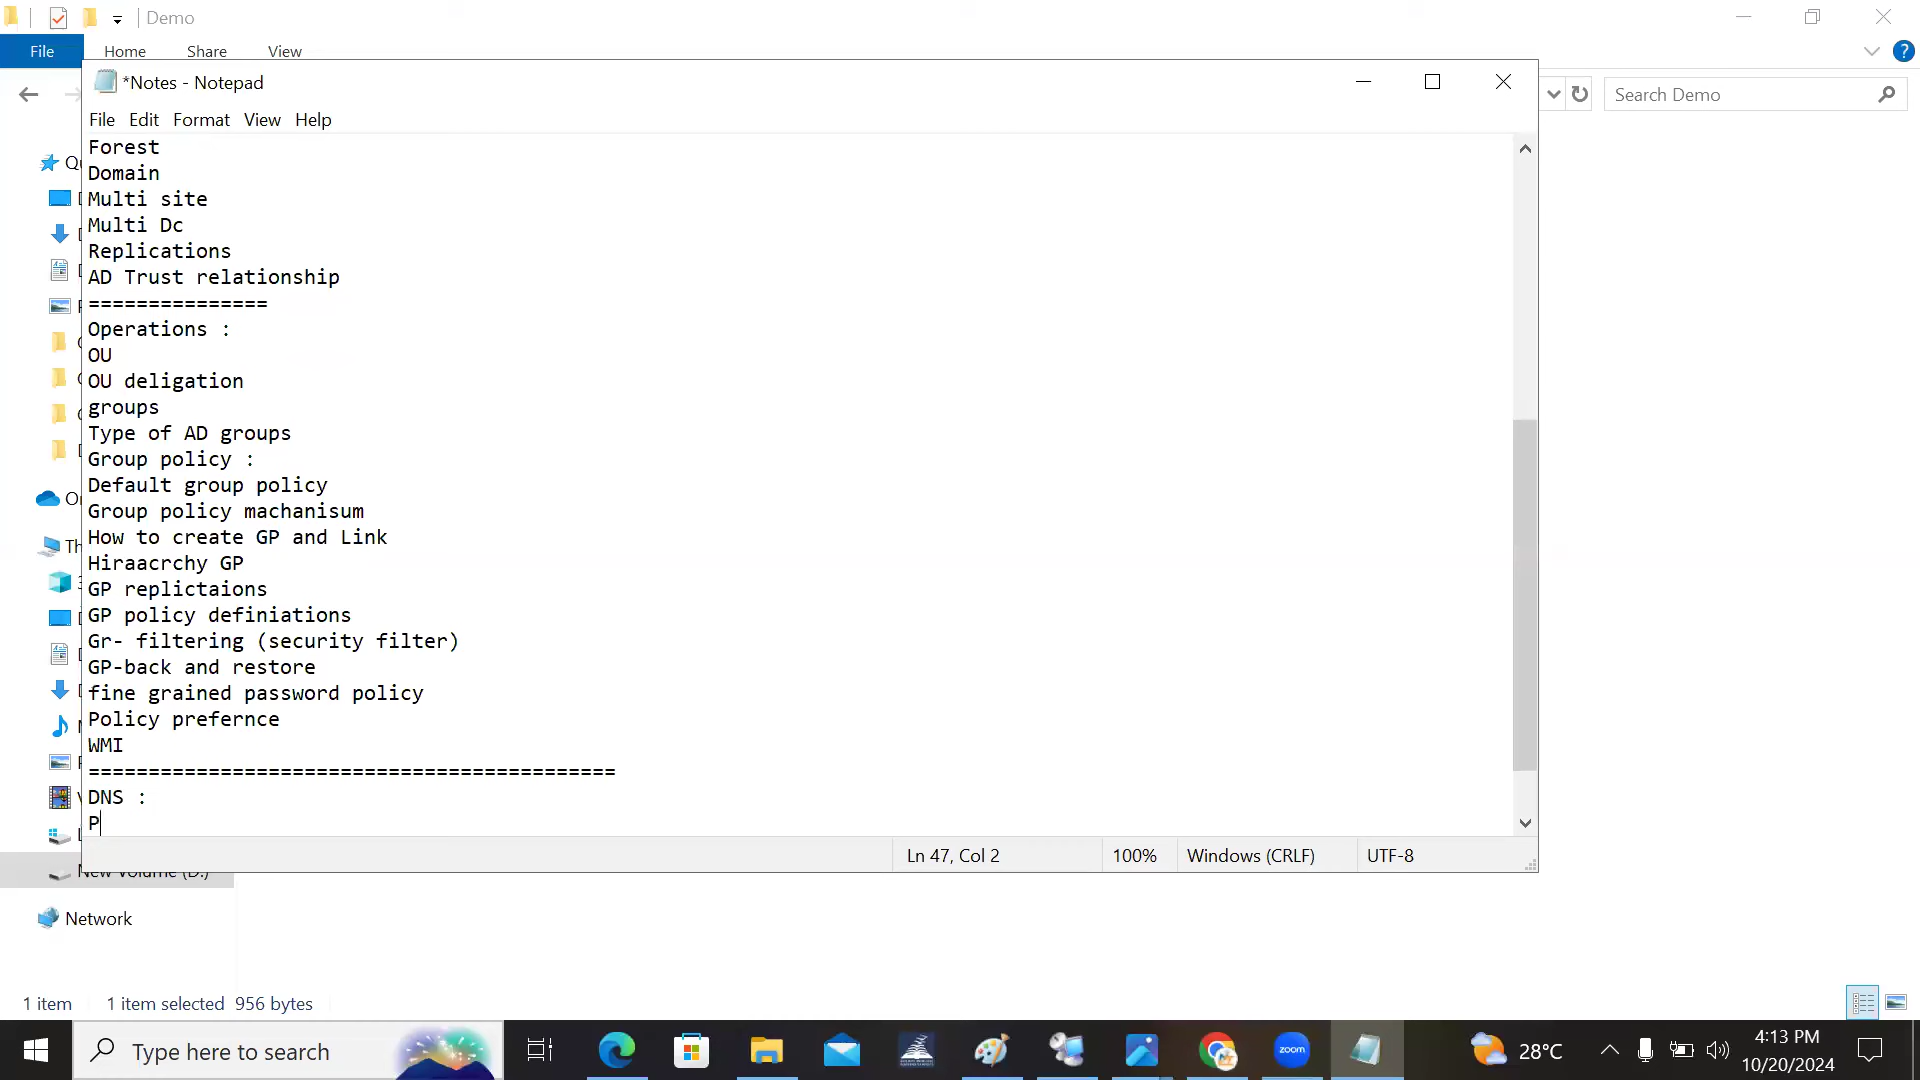 Demo
File Home Share View
*Notes - Notepad
Search Demo
File Edit Format View Help
Forest
Domain
Multi site
Multi Dc
Replications
AD Trust relationship
===============
Operations :
OU
OU deligation
groups
Type of AD groups
Group policy :
Default group policy
Group policy machanisum
How to create GP and Link
Hiraacrchy GP
GP replictaions
GP policy definiations
Gr- filtering (security filter)
GP-back and restore
fine grained password policy
Policy prefernce
WMI
============================================
DNS :
P
Ln 47, Col 2 100% Windows (CRLF) UTF-8
New Volume (D:)
Network
1 item 1 item selected 956 bytes
Type here to search
zoom
28°C
4:13 PM
10/20/2024